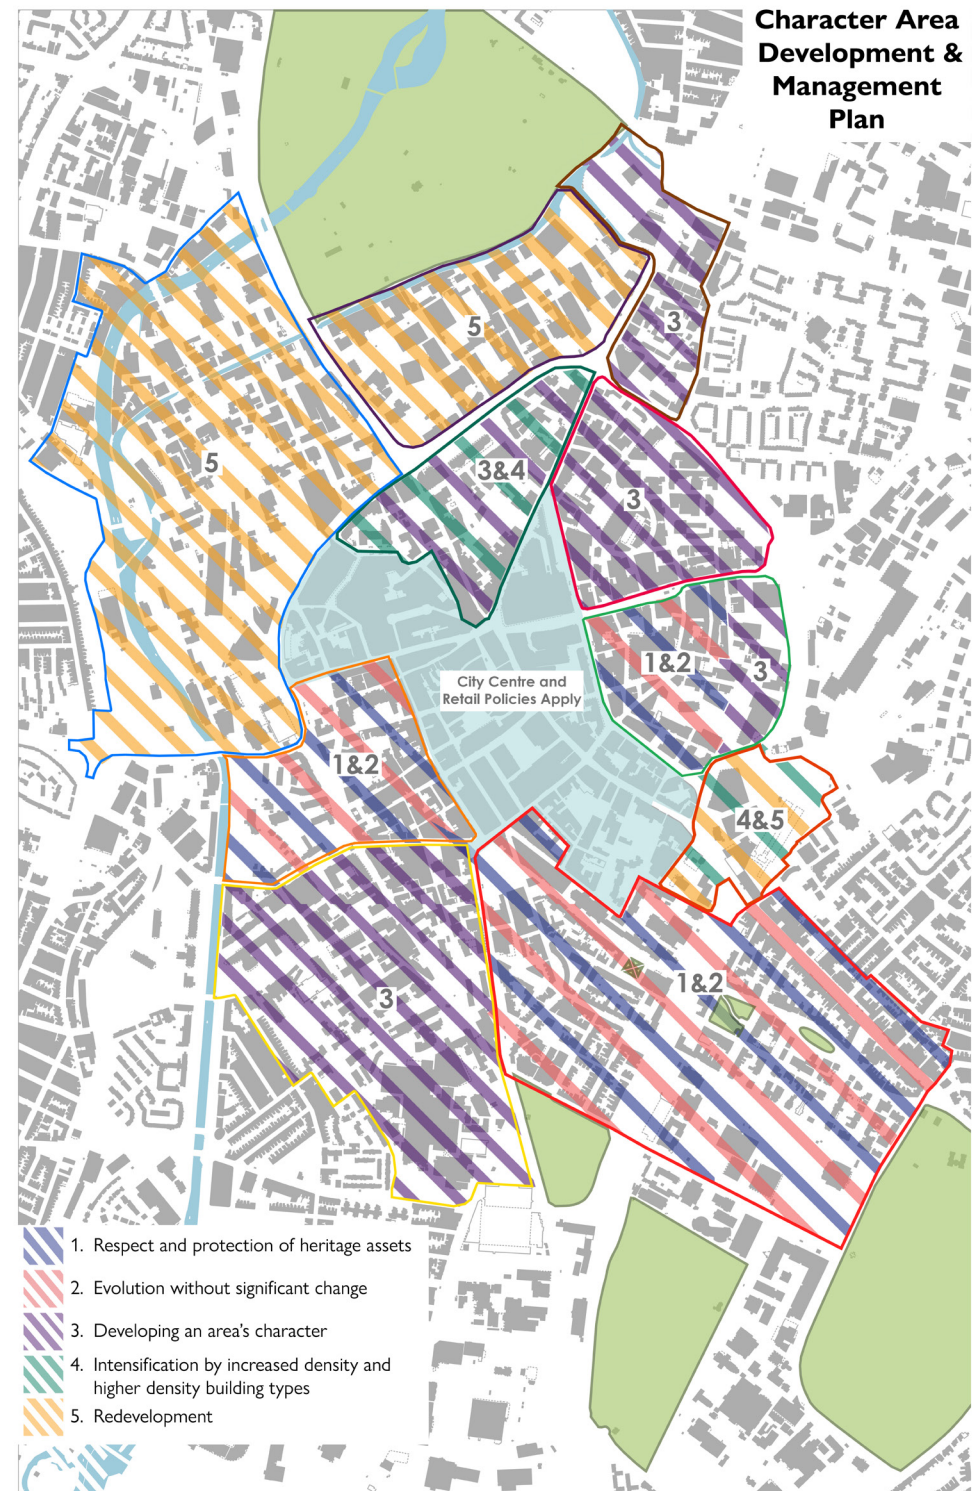 Character Area
Development &
Management
Plan
3
5
5
3&4
3
1&2
3
City Centre and
Retail Policies Apply
1&2
4&5
1&2
3
1. Respect and protection of heritage assets
2. Evolution without significant change
3. Developing an area's character
4. Intensification by increased density and
higher density building types
5. Redevelopment